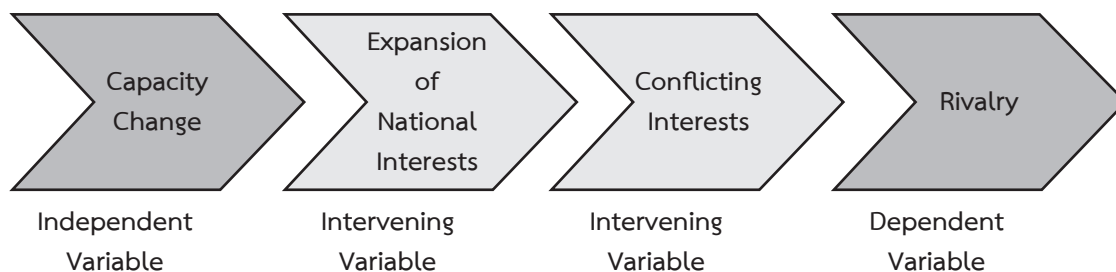 Capacity
Change
Expansion
of
National
Interests
Conflicting
Interests
Rivalry
Independent
Variable
Intervening
Variable
Intervening
Variable
Dependent
Variable